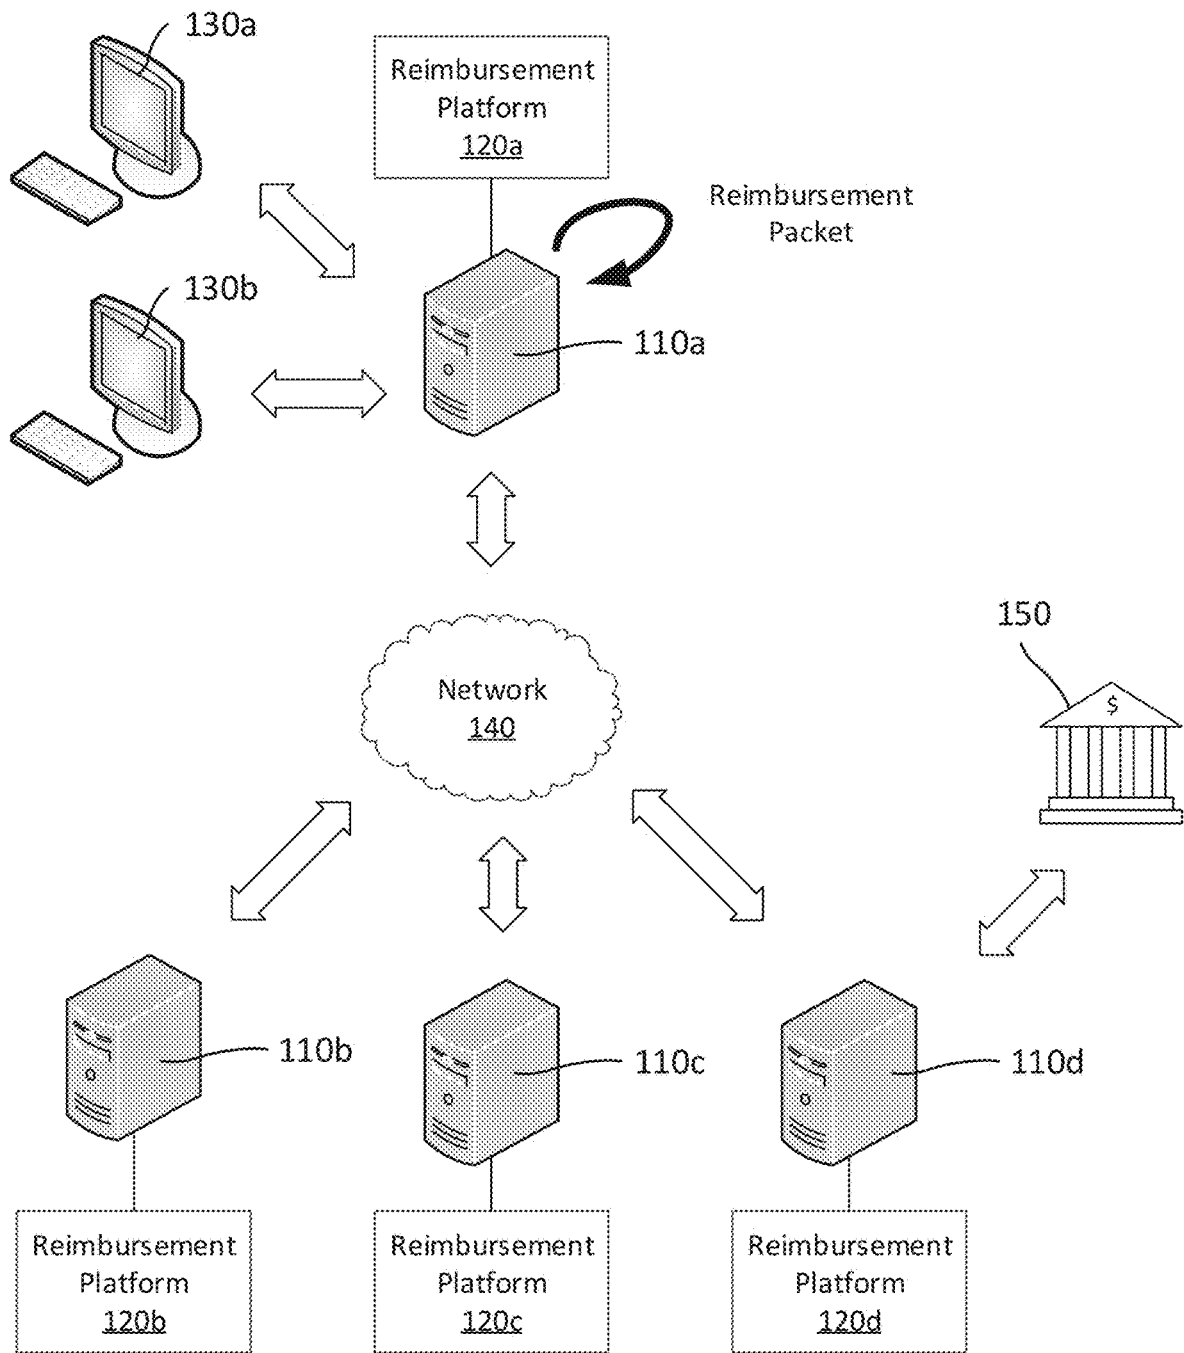 130a
Reimbursement
Platform
120a
Reimbursement
Packet
130b
110a
150
$
Network
140
110b
110c
110d
Reimbursement
Platform
120b
Reimbursement
Platform
120c
Reimbursement
Platform
120d